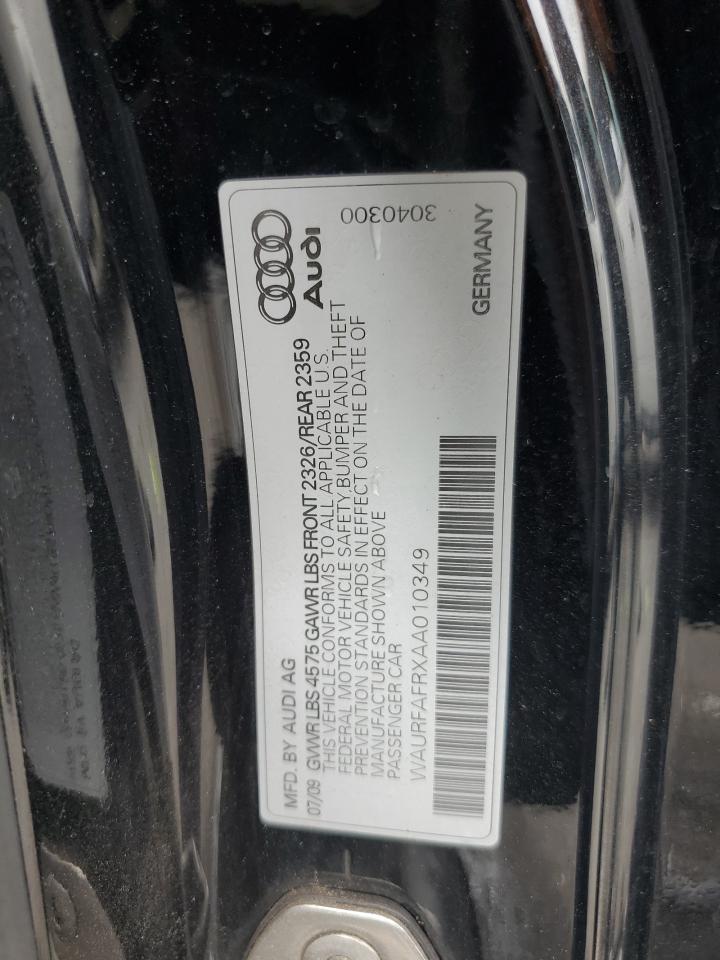 MFD. BY AUDI AG
Audi
07/09 GVWR LBS 4575 GAWR LBS FRONT 2326/REAR 2359
THIS VEHICLE CONFORMS TO ALL APPLICABLE U.S.
FEDERAL MOTOR VEHICLE SAFETY BUMPER AND THEFT
PREVENTION STANDARDS IN EFFECT ON THE DATE OF
MANUFACTURE SHOWN ABOVE
3040300
PASSENGER CAR
WAURFAFRXAA010349
GERMANY